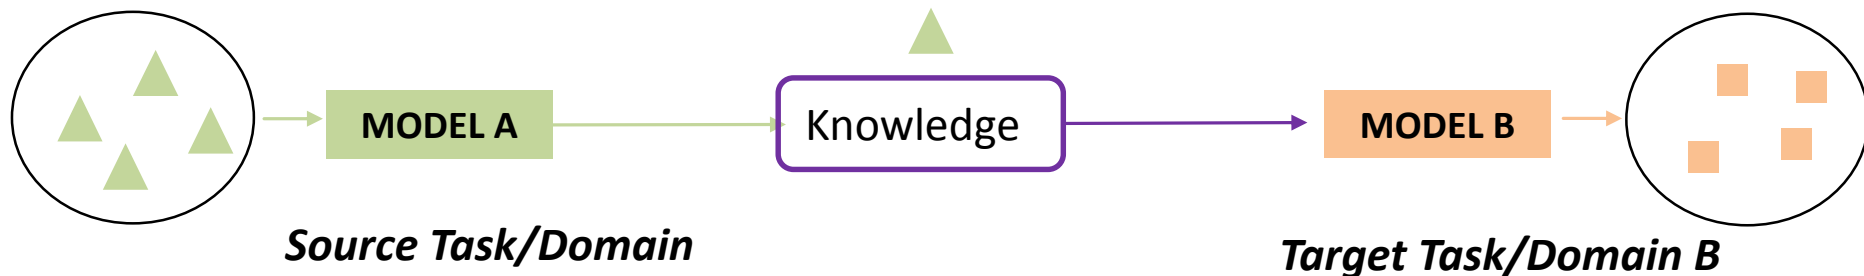 MODEL A
Knowledge
MODEL B
Source Task/Domain
Target Task/Domain B